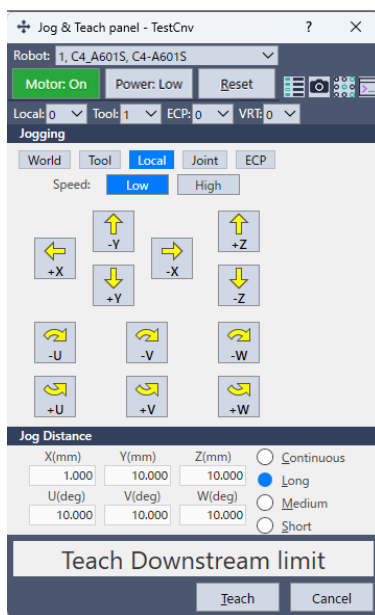 Jog & Teach panel - TestCnv ? ×
Robot: 1, C4_A601S, C4-A601S
Motor: On Power: Low Reset
Local: 0 Tool: 1 ECP: 0 VRT: 0
Jogging
World Tool Local Joint ECP
Speed: Low High
-Y +Z
+X -X
+Y -Z
-U -V -W
+U +V +W
Jog Distance
X(mm) Y(mm) Z(mm) Continuous
1.000 10.000 10.000 Long
U(deg) V(deg) W(deg) Medium
10.000 10.000 10.000 Short
Teach Downstream limit
Teach Cancel